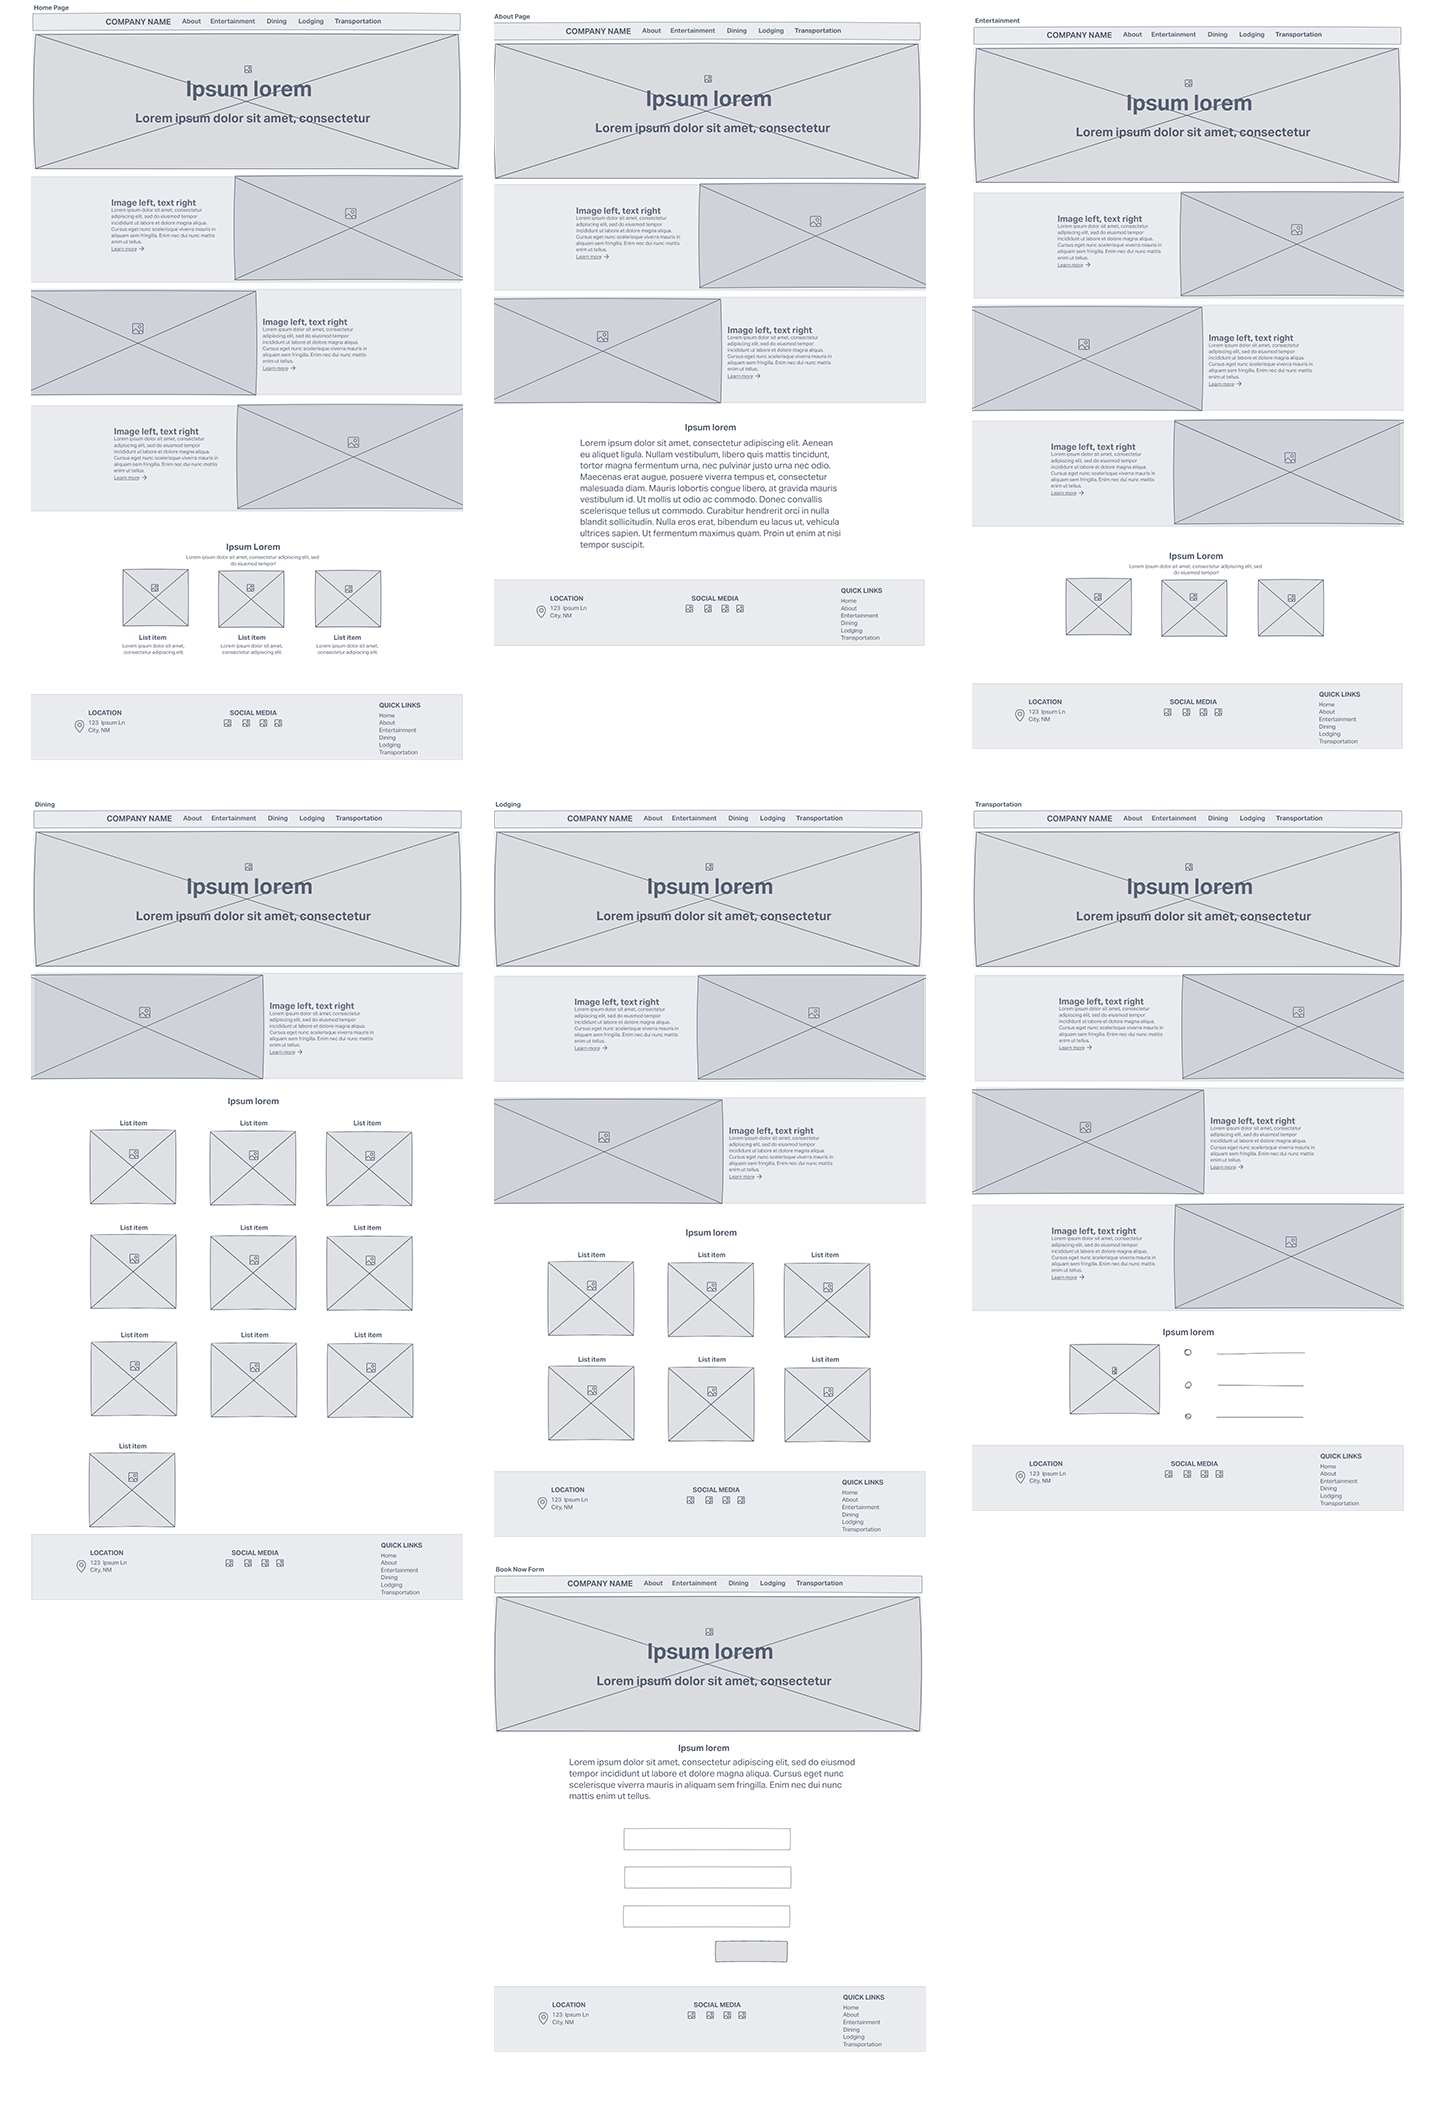 Home Page
COMPANY NAME About Entertainment Dining Lodging Transportation
Ipsum lorem
Lorem ipsum dolor sit amet, consectetur
Image left, text right
Lorem ipsum dolor sit amet, consectetur
adipiscing elit, sed do eiusmod tempor
incididunt ut labore et dolore magna aliqua.
Cursus eget nunc scelerisque viverra mauris in
aliquam sem fringilla. Enim nec dui nunc mattis
enim ut tellus.
Learn more
Image left, text right
Lorem ipsum dolor sit amet, consectetur
adipiscing elit, sed do eiusmod tempor
incididunt ut labore et dolore magna aliqua.
Cursus eget nunc scelerisque viverra mauris in
aliquam sem fringilla. Enim nec dui nunc mattis
enim ut tellus.
Learn more
Image left, text right
Lorem ipsum dolor sit amet, consectetur
adipiscing elit, sed do eiusmod tempor
incididunt ut labore et dolore magna aliqua.
Cursus eget nunc scelerisque viverra mauris in
aliquam sem fringilla. Enim nec dui nunc mattis
enim ut tellus.
Learn more
Ipsum Lorem
Lorem ipsum dolor sit amet, consectetur adipiscing elit, sed
do eiusmod tempor!
List item List item List item
Lorem ipsum dolor sit amet, Lorem ipsum dolor sit amet, Lorem ipsum dolor sit amet,
consectetur adipiscing elit. consectetur adipiscing elit. consectetur adipiscing elit.
LOCATION
123 Ipsum Ln
City, NM
SOCIAL MEDIA
QUICK LINKS
Home
About
Entertainment
Dining
Lodging
Transportation
About Page
COMPANY NAME About Entertainment Dining Lodging Transportation
Ipsum lorem
Lorem ipsum dolor sit amet, consectetur
Image left, text right
Lorem ipsum dolor sit amet, consectetur
adipiscing elit, sed do eiusmod tempor
incididunt ut labore et dolore magna aliqua.
Cursus eget nunc scelerisque viverra mauris in
aliquam sem fringilla. Enim nec dui nunc mattis
enim ut tellus.
Learn more
Image left, text right
Lorem ipsum dolor sit amet, consectetur
adipiscing elit, sed do eiusmod tempor
incididunt ut labore et dolore magna aliqua.
Cursus eget nunc scelerisque viverra mauris in
aliquam sem fringilla. Enim nec dui nunc mattis
enim ut tellus.
Learn more
Ipsum lorem
Lorem ipsum dolor sit amet, consectetur adipiscing elit. Aenean
eu aliquet ligula. Nullam vestibulum, libero quis mattis tincidunt,
tortor magna fermentum urna, nec pulvinar justo urna nec odio.
Maecenas erat augue, posuere viverra tempus et, consectetur
malesuada diam. Mauris lobortis congue libero, at gravida mauris
vestibulum id. Ut mollis ut odio ac commodo. Donec convallis
scelerisque tellus ut commodo. Curabitur hendrerit orci in nulla
blandit sollicitudin. Nulla eros erat, bibendum eu lacus ut, vehicula
ultrices sapien. Ut fermentum maximus quam. Proin ut enim at nisi
tempor suscipit.
LOCATION
123 Ipsum Ln
City, NM
SOCIAL MEDIA
QUICK LINKS
Home
About
Entertainment
Dining
Lodging
Transportation
Entertainment
COMPANY NAME About Entertainment Dining Lodging Transportation
Ipsum lorem
Lorem ipsum dolor sit amet, consectetur
Image left, text right
Lorem ipsum dolor sit amet, consectetur
adipiscing elit, sed do eiusmod tempor
incididunt ut labore et dolore magna aliqua.
Cursus eget nunc scelerisque viverra mauris in
aliquam sem fringilla. Enim nec dui nunc mattis
enim ut tellus.
Learn more
Image left, text right
Lorem ipsum dolor sit amet, consectetur
adipiscing elit, sed do eiusmod tempor
incididunt ut labore et dolore magna aliqua.
Cursus eget nunc scelerisque viverra mauris in
aliquam sem fringilla. Enim nec dui nunc mattis
enim ut tellus.
Learn more
Image left, text right
Lorem ipsum dolor sit amet, consectetur
adipiscing elit, sed do eiusmod tempor
incididunt ut labore et dolore magna aliqua.
Cursus eget nunc scelerisque viverra mauris in
aliquam sem fringilla. Enim nec dui nunc mattis
enim ut tellus.
Learn more
Ipsum Lorem
Lorem ipsum dolor sit amet, consectetur adipiscing elit, sed
do eiusmod tempor!
LOCATION
123 Ipsum Ln
City, NM
SOCIAL MEDIA
QUICK LINKS
Home
About
Entertainment
Dining
Lodging
Transportation
Dining
COMPANY NAME About Entertainment Dining Lodging Transportation
Ipsum lorem
Lorem ipsum dolor sit amet, consectetur
Image left, text right
Lorem ipsum dolor sit amet, consectetur
adipiscing elit, sed do eiusmod tempor
incididunt ut labore et dolore magna aliqua.
Cursus eget nunc scelerisque viverra mauris in
aliquam sem fringilla. Enim nec dui nunc mattis
enim ut tellus.
Learn more
Ipsum lorem
List item List item List item
List item List item List item
List item List item List item
List item
LOCATION
123 Ipsum Ln
City, NM
SOCIAL MEDIA
QUICK LINKS
Home
About
Entertainment
Dining
Lodging
Transportation
Lodging
COMPANY NAME About Entertainment Dining Lodging Transportation
Ipsum lorem
Lorem ipsum dolor sit amet, consectetur
Image left, text right
Lorem ipsum dolor sit amet, consectetur
adipiscing elit, sed do eiusmod tempor
incididunt ut labore et dolore magna aliqua.
Cursus eget nunc scelerisque viverra mauris in
aliquam sem fringilla. Enim nec dui nunc mattis
enim ut tellus.
Learn more
Image left, text right
Lorem ipsum dolor sit amet, consectetur
adipiscing elit, sed do eiusmod tempor
incididunt ut labore et dolore magna aliqua.
Cursus eget nunc scelerisque viverra mauris in
aliquam sem fringilla. Enim nec dui nunc mattis
enim ut tellus.
Learn more
Ipsum lorem
List item List item List item
List item List item List item
LOCATION
123 Ipsum Ln
City, NM
SOCIAL MEDIA
QUICK LINKS
Home
About
Entertainment
Dining
Lodging
Transportation
Transportation
COMPANY NAME About Entertainment Dining Lodging Transportation
Ipsum lorem
Lorem ipsum dolor sit amet, consectetur
Image left, text right
Lorem ipsum dolor sit amet, consectetur
adipiscing elit, sed do eiusmod tempor
incididunt ut labore et dolore magna aliqua.
Cursus eget nunc scelerisque viverra mauris in
aliquam sem fringilla. Enim nec dui nunc mattis
enim ut tellus.
Learn more
Image left, text right
Lorem ipsum dolor sit amet, consectetur
adipiscing elit, sed do eiusmod tempor
incididunt ut labore et dolore magna aliqua.
Cursus eget nunc scelerisque viverra mauris in
aliquam sem fringilla. Enim nec dui nunc mattis
enim ut tellus.
Learn more
Image left, text right
Lorem ipsum dolor sit amet, consectetur
adipiscing elit, sed do eiusmod tempor
incididunt ut labore et dolore magna aliqua.
Cursus eget nunc scelerisque viverra mauris in
aliquam sem fringilla. Enim nec dui nunc mattis
enim ut tellus.
Learn more
Ipsum lorem
LOCATION
123 Ipsum Ln
City, NM
SOCIAL MEDIA
QUICK LINKS
Home
About
Entertainment
Dining
Lodging
Transportation
Book Now Form
COMPANY NAME About Entertainment Dining Lodging Transportation
Ipsum lorem
Lorem ipsum dolor sit amet, consectetur
Ipsum lorem
Lorem ipsum dolor sit amet, consectetur adipiscing elit, sed do eiusmod
tempor incididunt ut labore et dolore magna aliqua. Cursus eget nunc
scelerisque viverra mauris in aliquam sem fringilla. Enim nec dui nunc
mattis enim ut tellus.
LOCATION
123 Ipsum Ln
City, NM
SOCIAL MEDIA
QUICK LINKS
Home
About
Entertainment
Dining
Lodging
Transportation